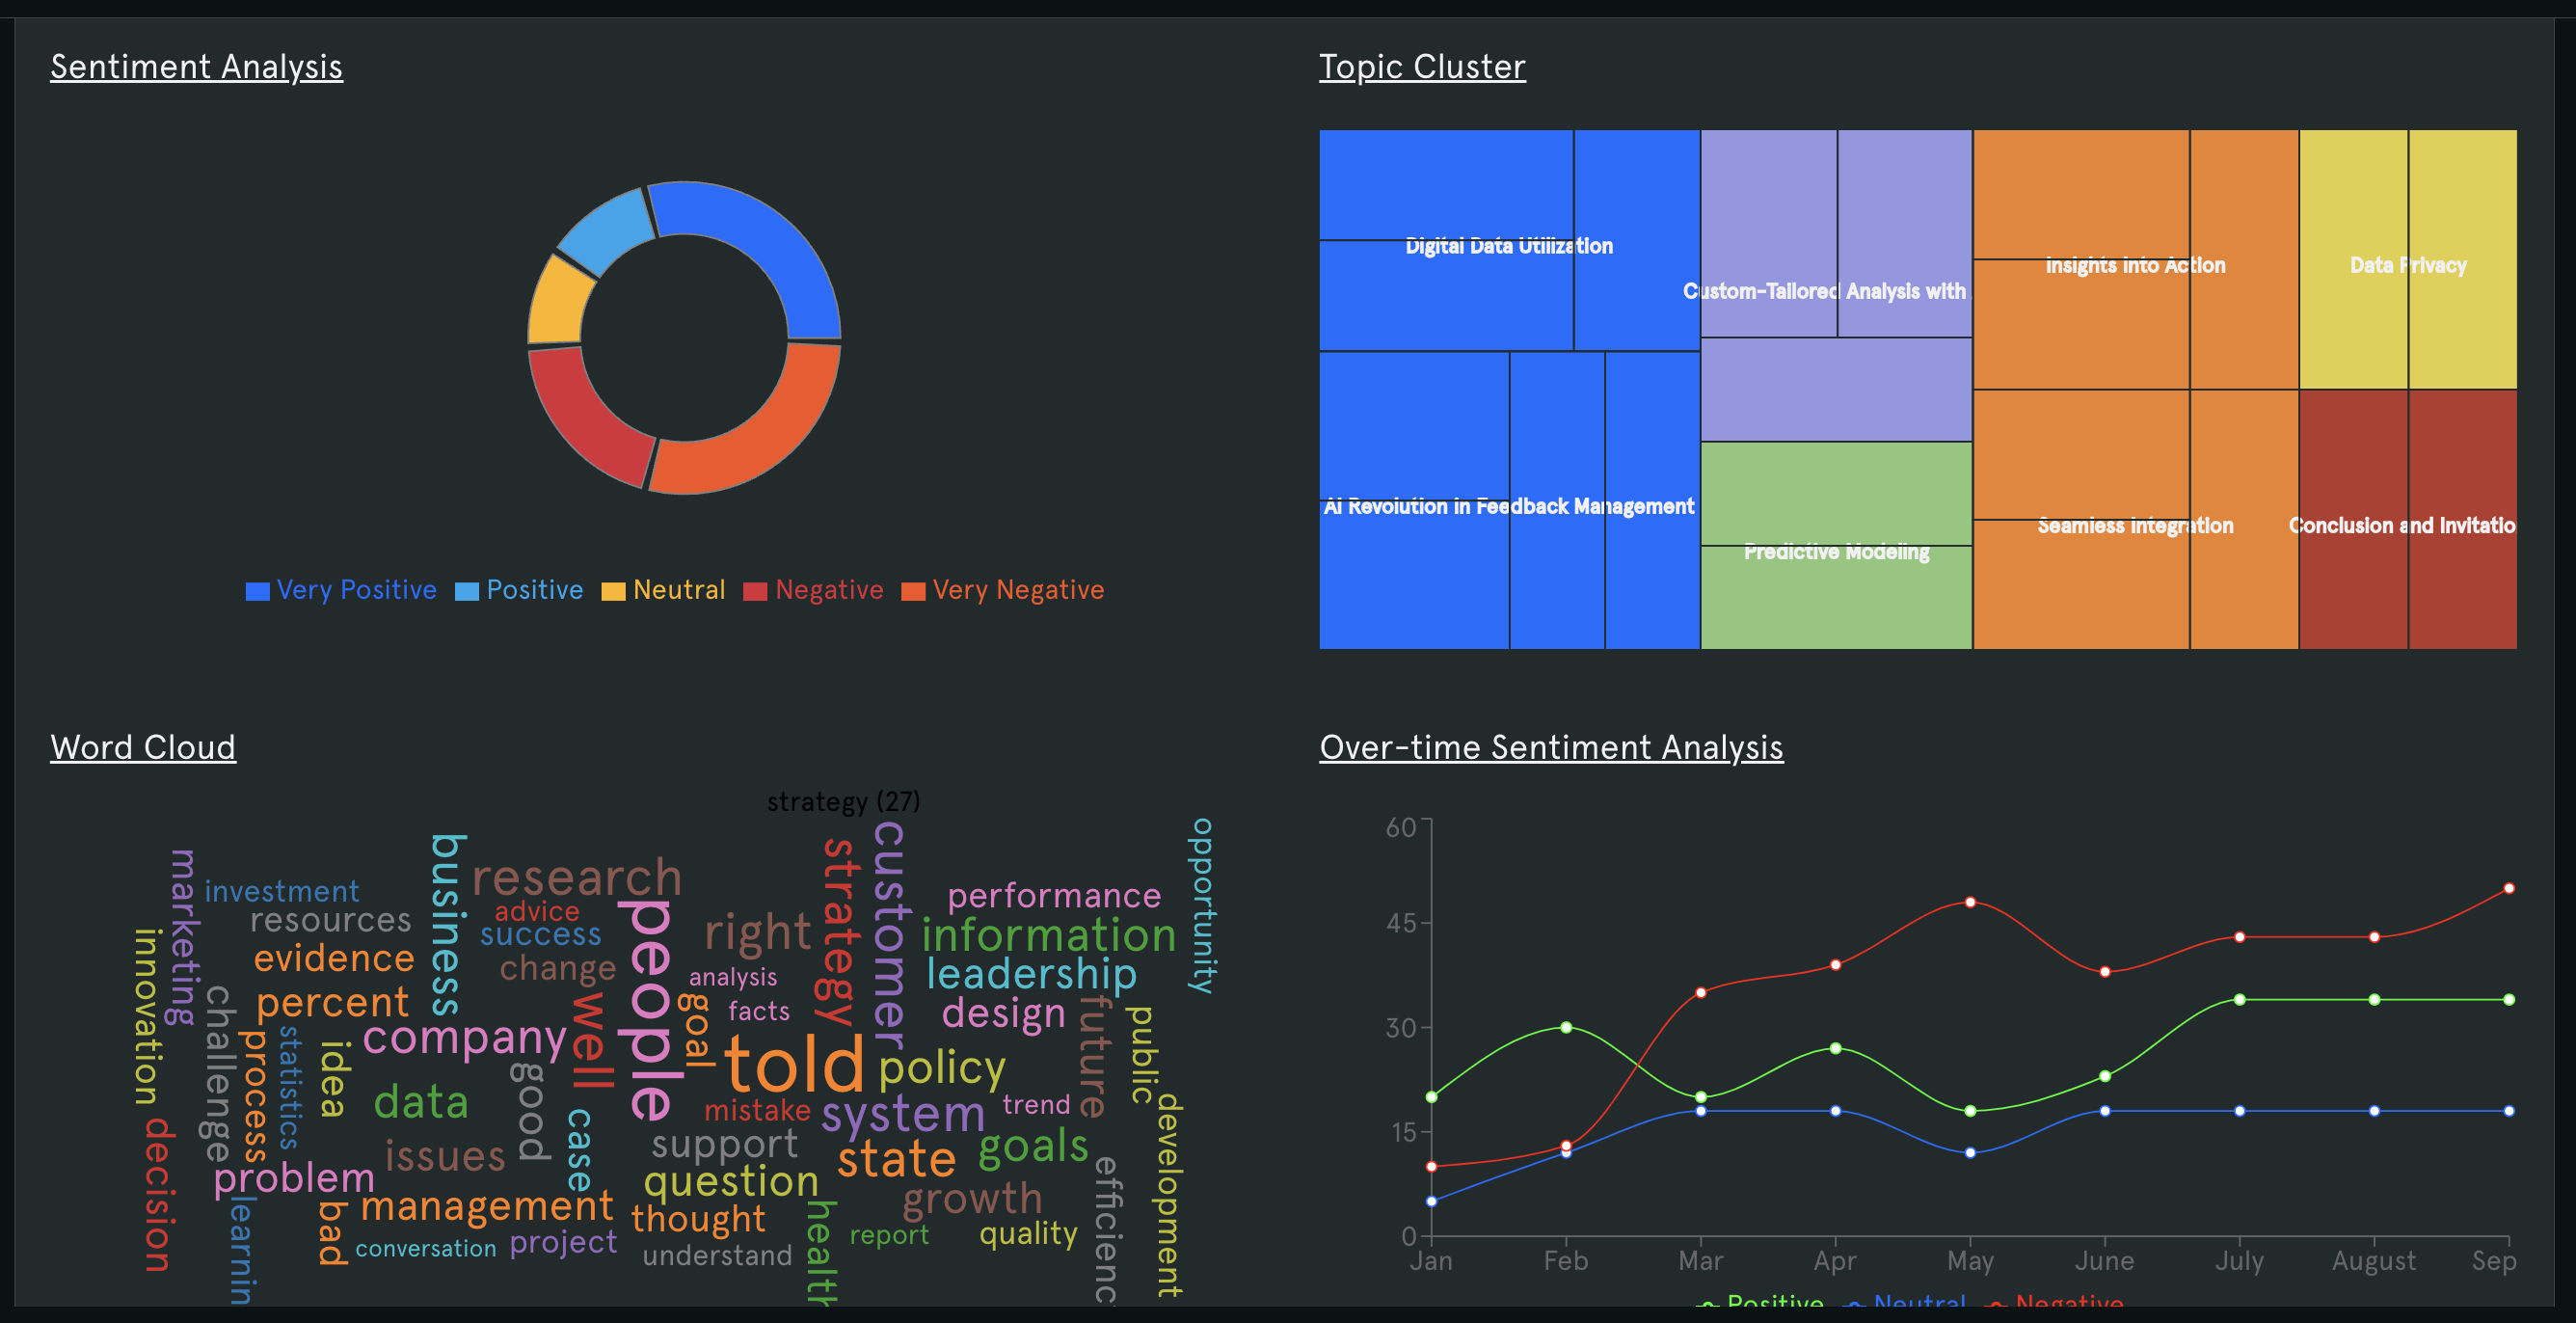 Sentiment Analysis
Very Positive Positive Neutral Negative Very Negative
Topic Cluster
Digital Data Utilization
Custom-Tailored Analysis with
Insights into Action
Data Privacy
AI Revolution in Feedback Management
Predictive Modeling
Seamless Integration
Conclusion and Invitatio
Word Cloud
strategy (27)
opportunity
customer
strategy
business
marketing
research
investment
performance
advice
resources
success
right
information
people
innovation
evidence
change
analysis
leadership
percent
challenge
well
goal
facts
design
future
public
company
process
statistics
idea
told
policy
good
data
mistake
system
trend
development
case
decision
support
goals
issues
state
efficienc
problem
question
learnin
bad
management
growth
thought
health
conversation
project
understand
report
quality
Over-time Sentiment Analysis
60
45
30
15
0
Jan Feb Mar Apr May June July August Sep
Positive Neutral Negative